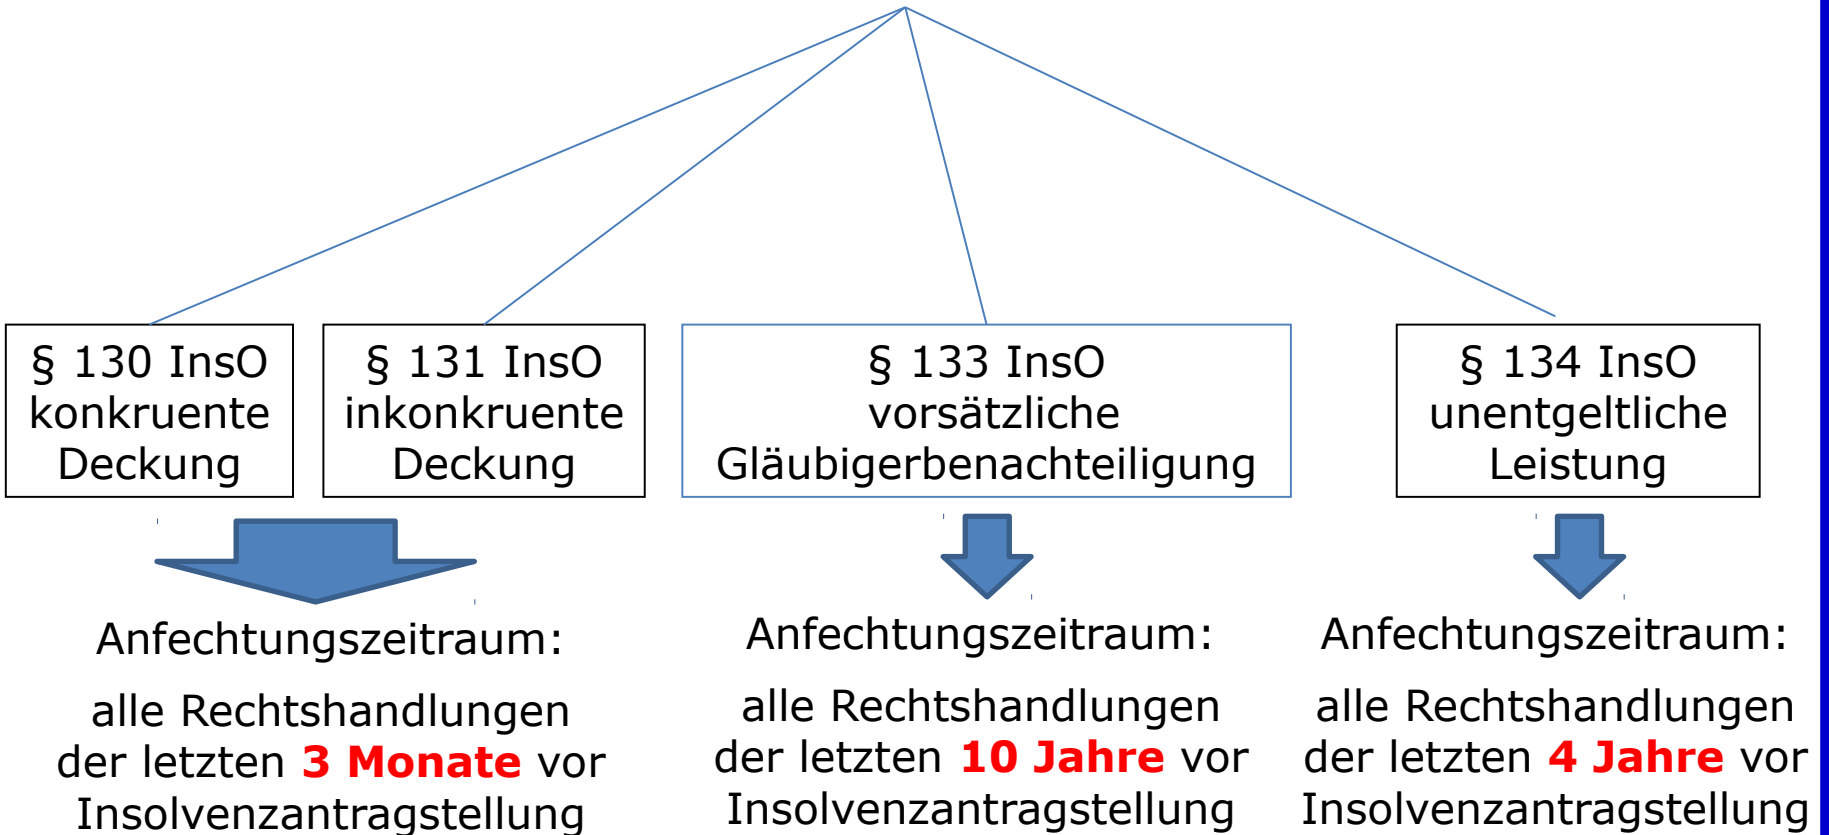 § 130 InsO
konkruente
Deckung
§ 131 InsO
inkonkruente
Deckung
§ 133 InsO
vorsätzliche
Gläubigerbenachteiligung
§ 134 InsO
unentgeltliche
Leistung
Anfechtungszeitraum:
alle Rechtshandlungen
der letzten 3 Monate vor
Insolvenzantragstellung
Anfechtungszeitraum:
alle Rechtshandlungen
der letzten 10 Jahre vor
Insolvenzantragstellung
Anfechtungszeitraum:
alle Rechtshandlungen
der letzten 4 Jahre vor
Insolvenzantragstellung